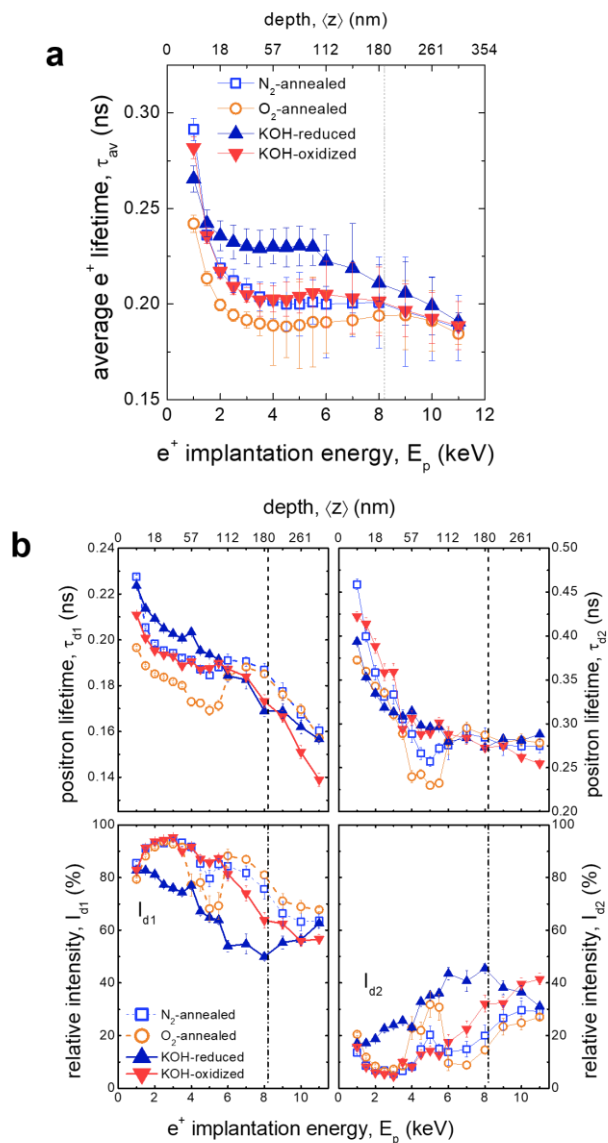 depth, ⟨z⟩ (nm)
0 18 57 112 180 261 354
a
N₂-annealed
O₂-annealed
KOH-reduced
KOH-oxidized
average e⁺ lifetime, τav (ns)
0.30
0.25
0.20
0.15
0 2 4 6 8 10 12
e⁺ implantation energy, Ep (keV)
depth, ⟨z⟩ (nm)
b
0 18 57 112 180 261 0 18 57 112 180 261
positron lifetime, τd1 (ns)
0.24
0.22
0.20
0.18
0.16
0.14
0.50
0.45
0.40
0.35
0.30
0.25
0.20
positron lifetime, τd2 (ns)
relative intensity, Id1 (%)
100
80
60
40
20
0
Id1
N₂-annealed
O₂-annealed
KOH-reduced
KOH-oxidized
Id2
100
80
60
40
20
0
relative intensity, Id2 (%)
0 2 4 6 8 10 0 2 4 6 8 10
e⁺ implantation energy, Ep (keV)